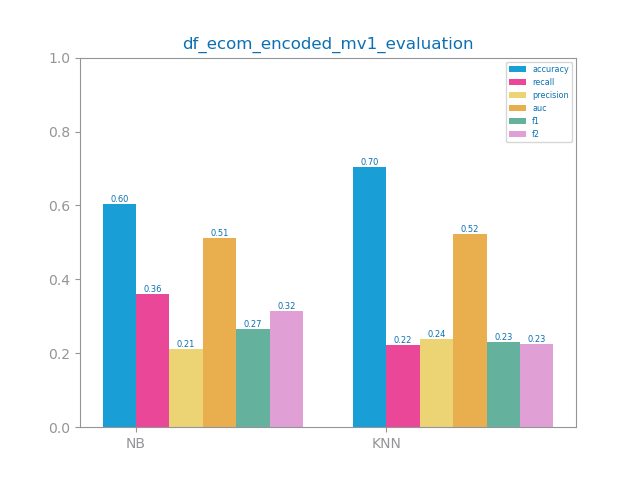 df_ecom_encoded_mv1_evaluation
1.0
0.8
0.6
0.4
0.2
0.0
accuracy
recall
precision
auc
f1
f2
0.60
0.36
0.21
0.51
0.27
0.32
0.70
0.22
0.24
0.52
0.23
0.23
NB
KNN